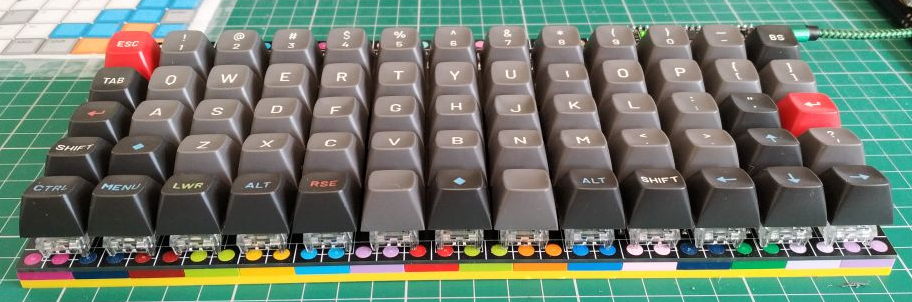 ESC ! 1 @ 2 # 3 $ 4 % 5 ^ 6 & 7 * 8 ( 9 ) 0 _ - BS
TAB Q W E R T Y U I O P { [ } ]
← A S D F G H J K L : ; " ' ↵
SHIFT ◆ Z X C V B N M < , > . ↑ ? /
CTRL MENU LWR ALT RSE ◆ ALT SHIFT ← ↓ →